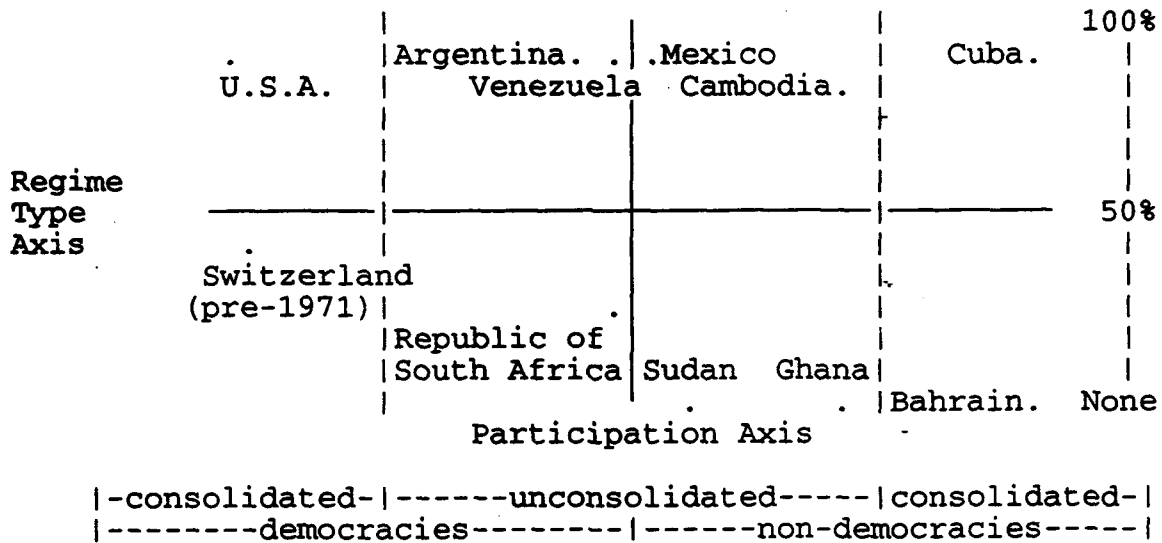 100%
Argentina. . .Mexico Cuba.
U.S.A. Venezuela Cambodia.
Regime
Type 50%
Axis
Switzerland
(pre-1971)
Republic of
South Africa Sudan Ghana
Bahrain. None
Participation Axis
|-consolidated-|------unconsolidated-----|consolidated-|
|--------democracies--------|------non-democracies-----|